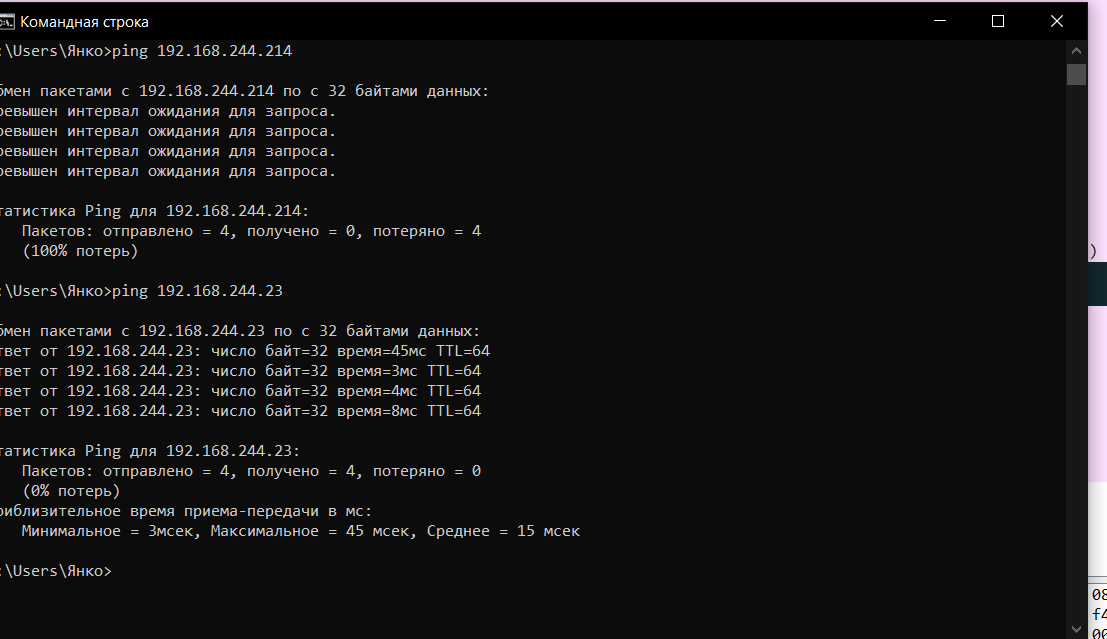 Командная строка
:\Users\Янко>ping 192.168.244.214
бмен пакетами с 192.168.244.214 по с 32 байтами данных:
ревышен интервал ожидания для запроса.
ревышен интервал ожидания для запроса.
ревышен интервал ожидания для запроса.
ревышен интервал ожидания для запроса.
татистика Ping для 192.168.244.214:
Пакетов: отправлено = 4, получено = 0, потеряно = 4
(100% потерь)
:\Users\Янко>ping 192.168.244.23
бмен пакетами с 192.168.244.23 по с 32 байтами данных:
твет от 192.168.244.23: число байт=32 время=45мс TTL=64
твет от 192.168.244.23: число байт=32 время=3мс TTL=64
твет от 192.168.244.23: число байт=32 время=4мс TTL=64
твет от 192.168.244.23: число байт=32 время=8мс TTL=64
татистика Ping для 192.168.244.23:
Пакетов: отправлено = 4, получено = 4, потеряно = 0
(0% потерь)
риблизительное время приема-передачи в мс:
Минимальное = 3мсек, Максимальное = 45 мсек, Среднее = 15 мсек
:\Users\Янко>
)
08
f4
00